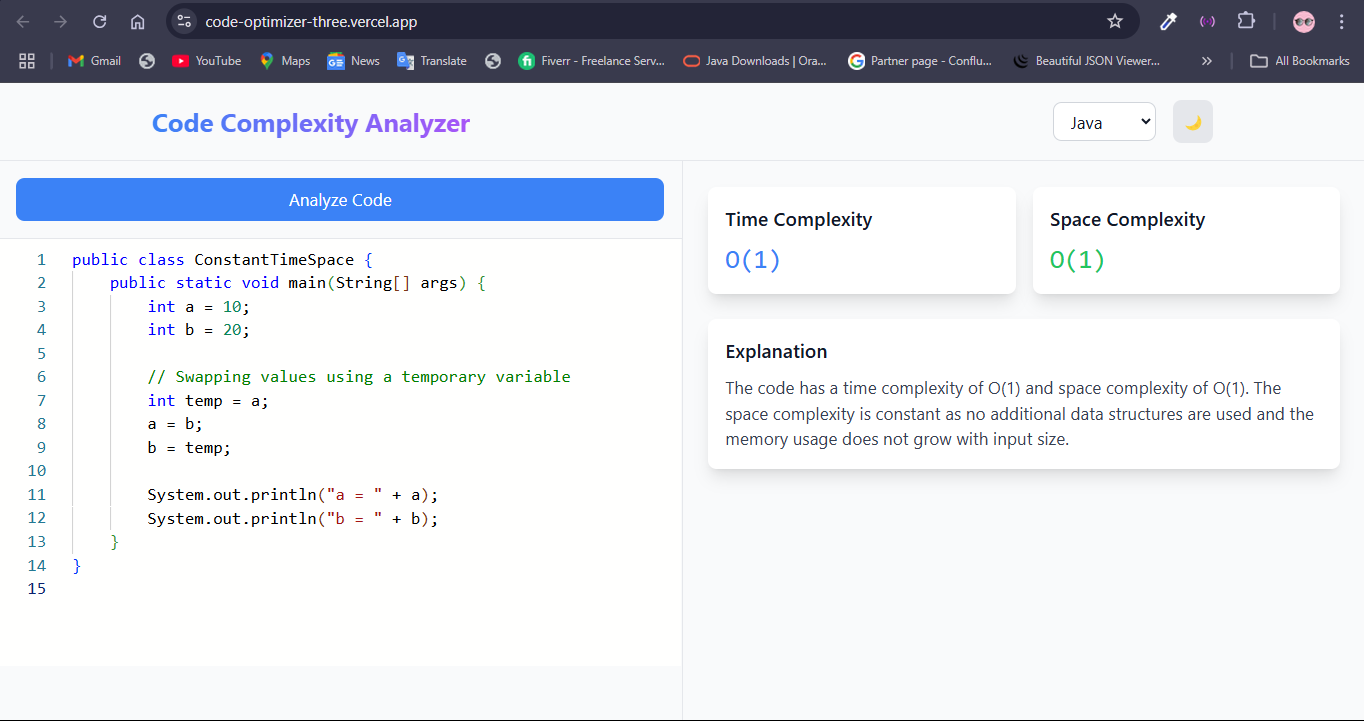 code-optimizer-three.vercel.app
Gmail YouTube Maps News Translate Fiverr - Freelance Serv... Java Downloads | Ora... Partner page - Conflu... Beautiful JSON Viewer... » All Bookmarks
Code Complexity Analyzer
Java
Analyze Code
1 public class ConstantTimeSpace {
2 public static void main(String[] args) {
3 int a = 10;
4 int b = 20;
5
6 // Swapping values using a temporary variable
7 int temp = a;
8 a = b;
9 b = temp;
10
11 System.out.println("a = " + a);
12 System.out.println("b = " + b);
13 }
14 }
15
Time Complexity
O(1)
Space Complexity
O(1)
Explanation
The code has a time complexity of O(1) and space complexity of O(1). The
space complexity is constant as no additional data structures are used and the
memory usage does not grow with input size.